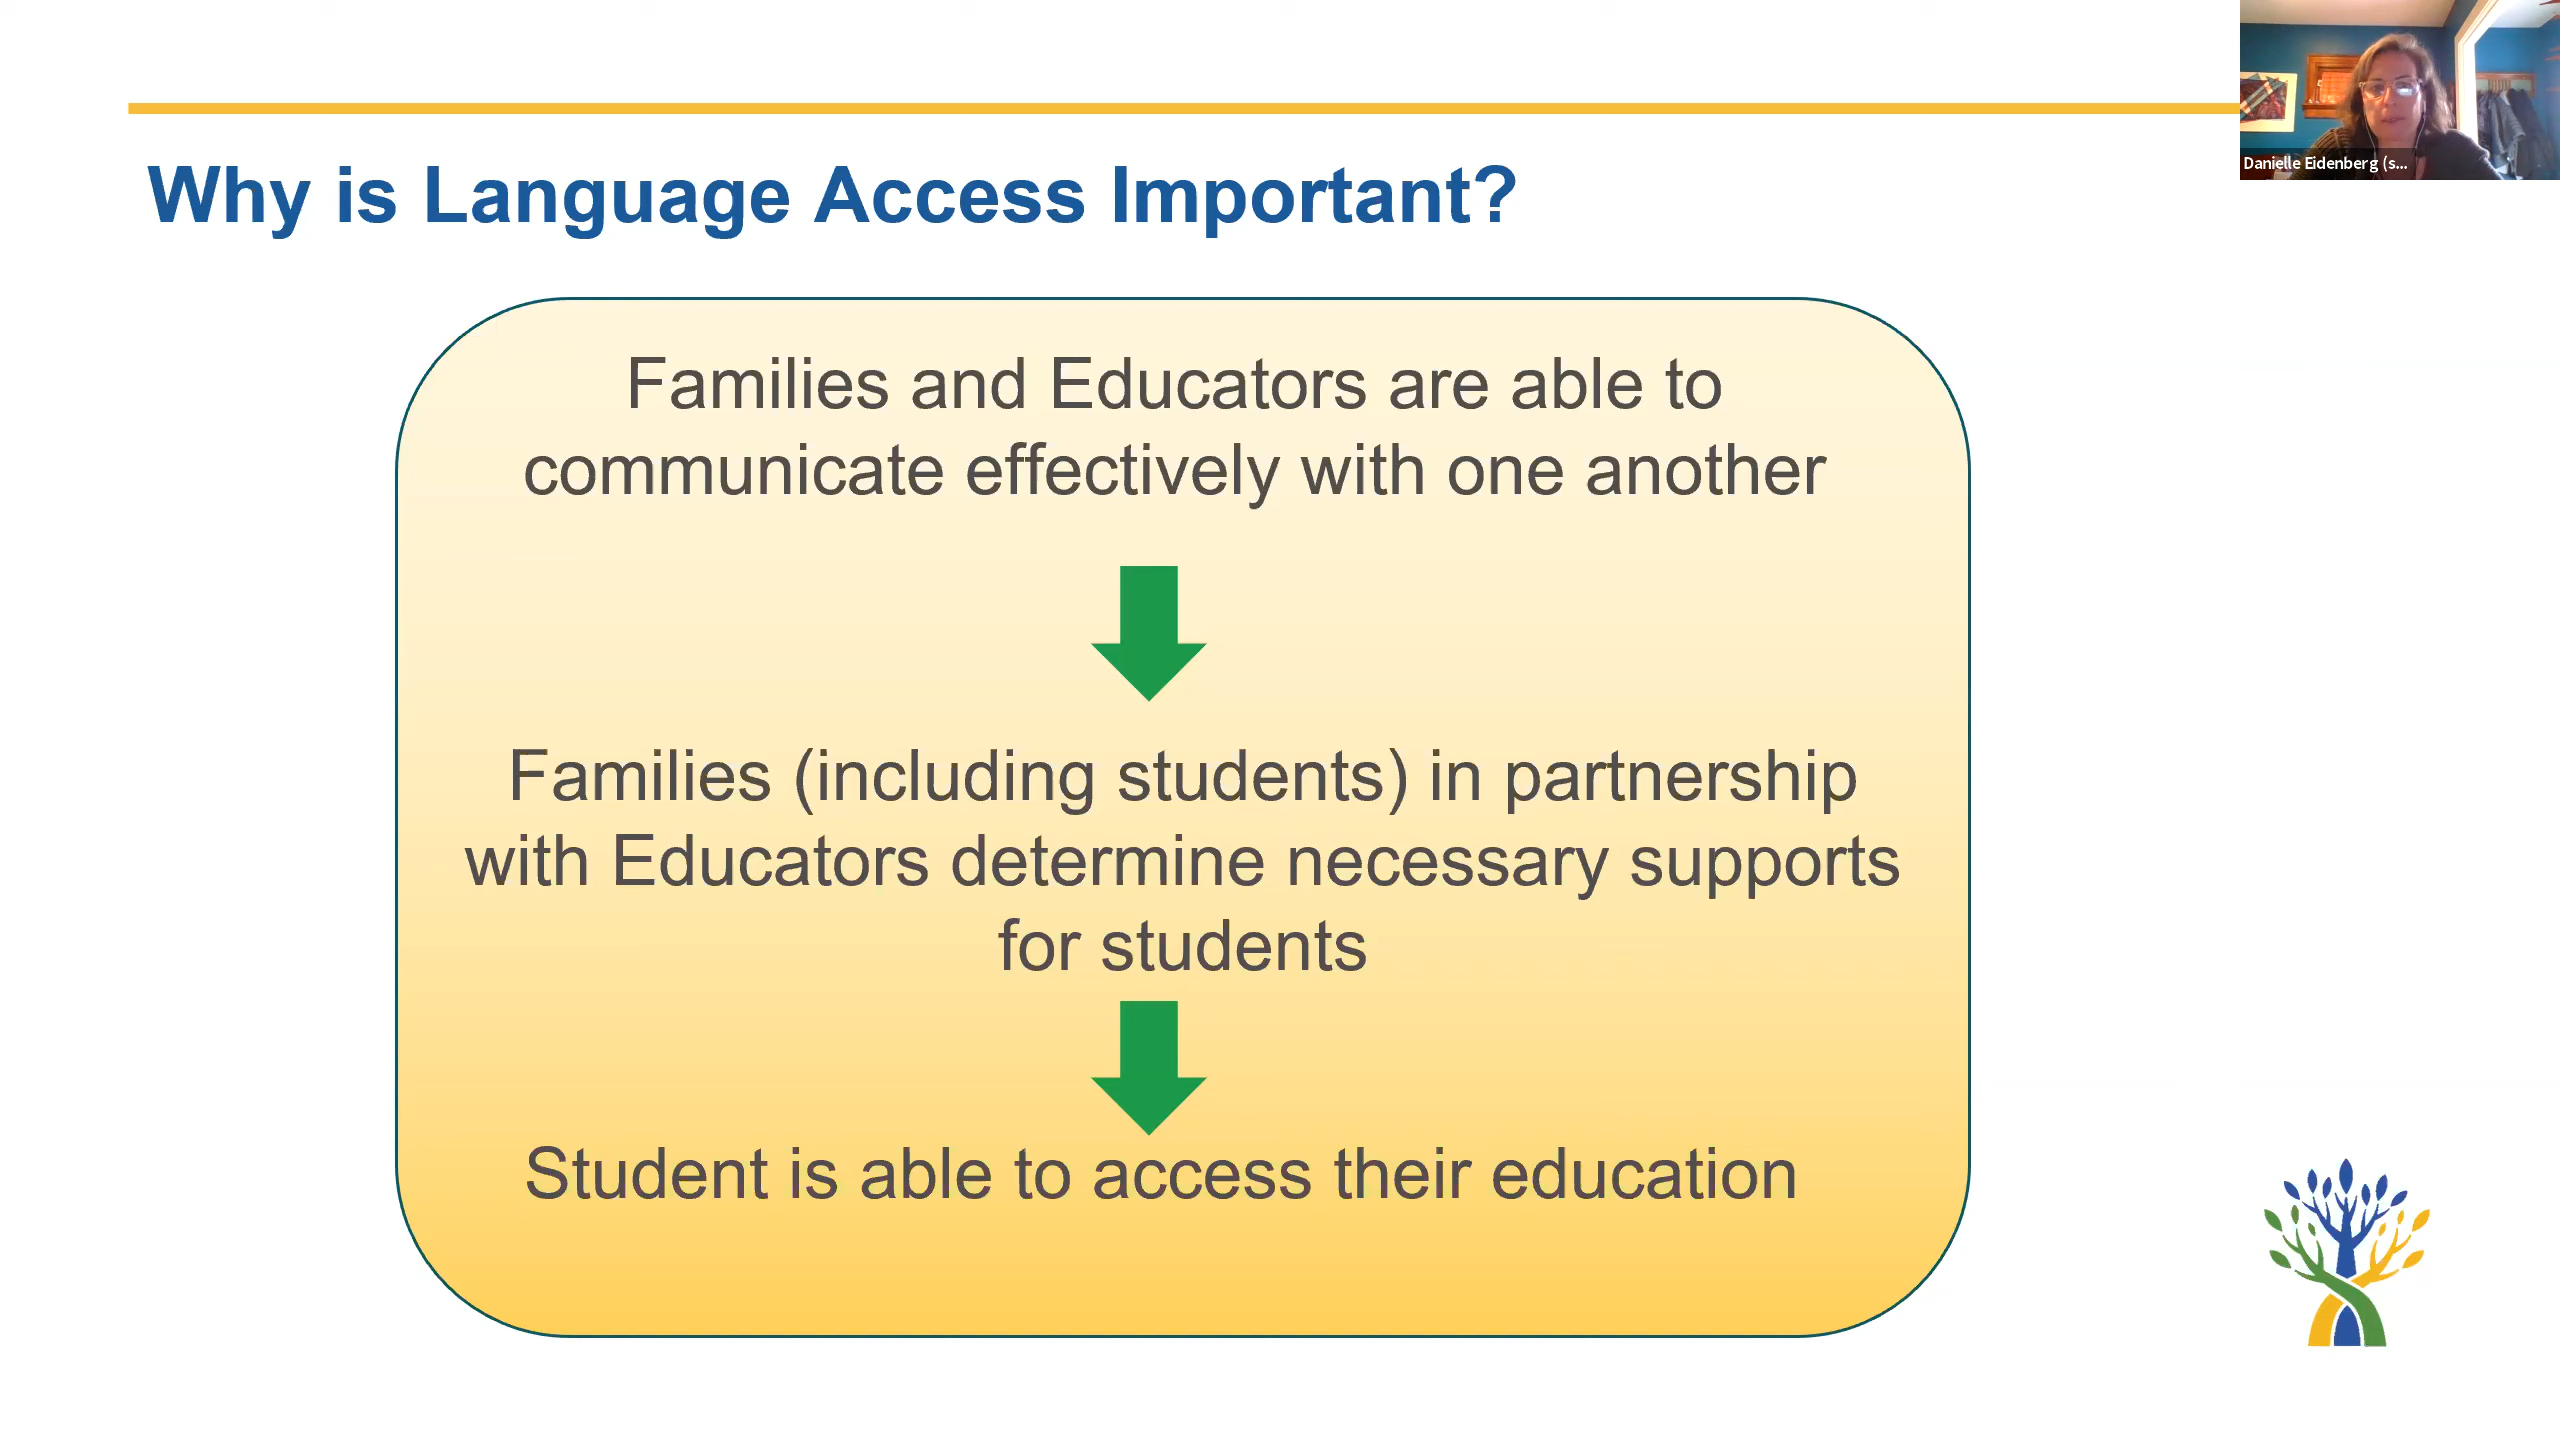 Danielle Eidenberg (s...
Why is Language Access Important?
Families and Educators are able to
communicate effectively with one another
Families (including students) in partnership
with Educators determine necessary supports
for students
Student is able to access their education